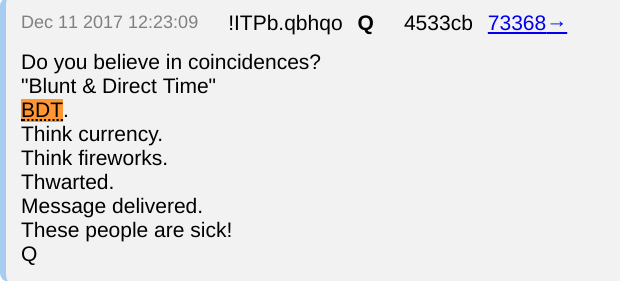 Dec 11 2017 12:23:09 !ITPb.qbhqo Q 4533cb 73368→
Do you believe in coincidences?
"Blunt & Direct Time"
BDT.
Think currency.
Think fireworks.
Thwarted.
Message delivered.
These people are sick!
Q